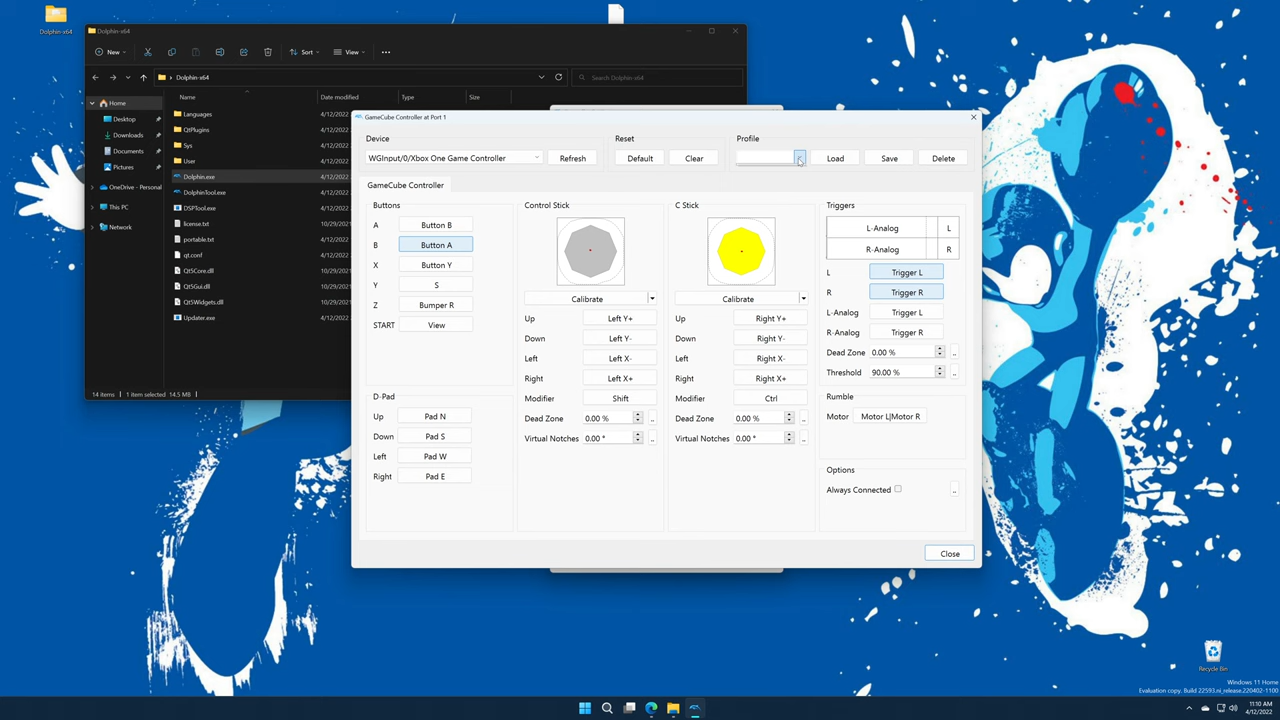 Dolphin-x64
Dolphin-x64
New Sort View
Dolphin-x64 Search Dolphin-x64
Name Date modified Type Size
Home
Desktop
Downloads
Documents
Pictures
OneDrive - Personal
This PC
Network
Languages 4/12/2022
QtPlugins 4/12/2022
Sys 4/12/2022
User 4/12/2022
Dolphin.exe 4/12/2022
DolphinTool.exe 4/12/2022
DSPTool.exe 4/12/2022
license.txt 10/29/2021
portable.txt 4/12/2022
qt.conf 4/12/2022
Qt5Core.dll 10/29/2021
Qt5Gui.dll 10/29/2021
Qt5Widgets.dll 10/29/2021
Updater.exe 4/12/2022
14 items 1 item selected 14.5 MB
GameCube Controller at Port 1
Device Reset Profile
WGInput/0/Xbox One Game Controller Refresh Default Clear Load Save Delete
GameCube Controller
Buttons
A Button B
B Button A
X Button Y
Y S
Z Bumper R
START View
D-Pad
Up Pad N
Down Pad S
Left Pad W
Right Pad E
Control Stick
Calibrate
Up Left Y+
Down Left Y-
Left Left X-
Right Left X+
Modifier Shift
Dead Zone 0.00 % ..
Virtual Notches 0.00 ° ..
C Stick
Calibrate
Up Right Y+
Down Right Y-
Left Right X-
Right Right X+
Modifier Ctrl
Dead Zone 0.00 % ..
Virtual Notches 0.00 ° ..
Triggers
L-Analog L
R-Analog R
L Trigger L
R Trigger R
L-Analog Trigger L
R-Analog Trigger R
Dead Zone 0.00 % ..
Threshold 90.00 % ..
Rumble
Motor Motor L|Motor R
Options
Always Connected ..
Close
Recycle Bin
Windows 11 Home
Evaluation copy. Build 22593.ni_release.220402-1100
11:10 AM
4/12/2022